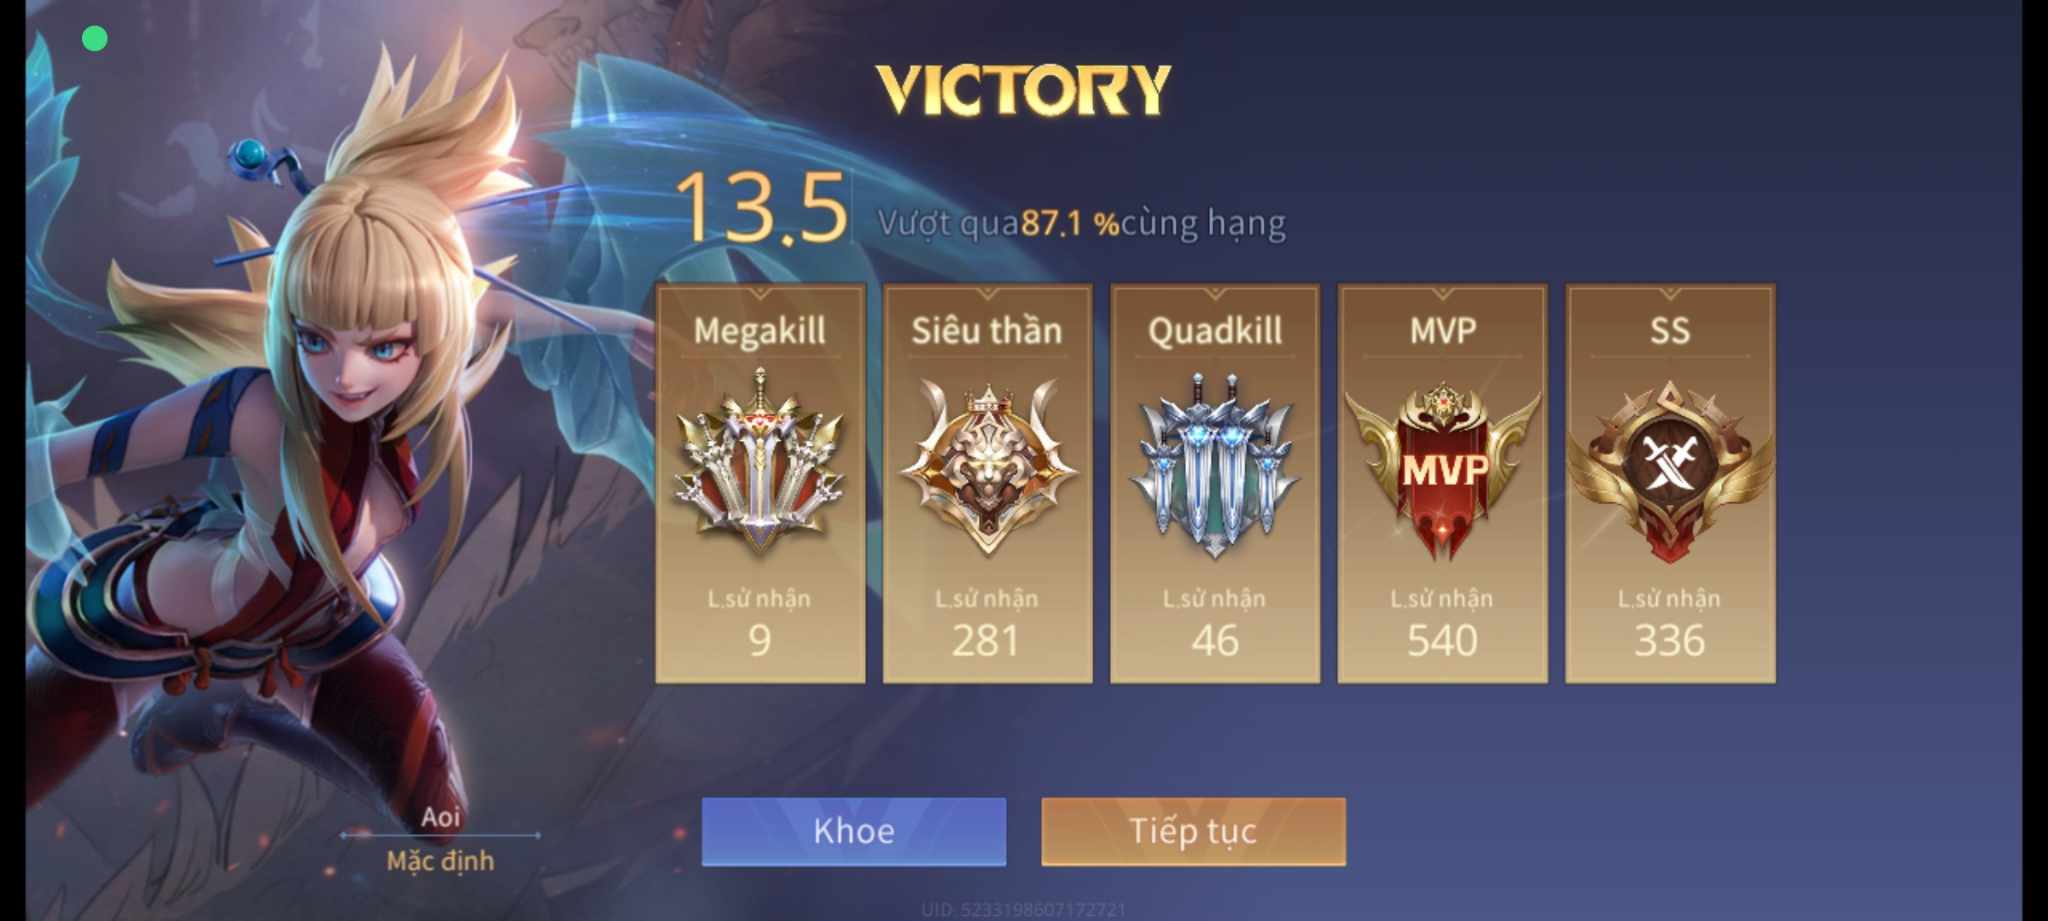 VICTORY
13.5 Vượt qua87.1 %cùng hạng
Megakill Siêu thần Quadkill MVP SS
MVP
L.sử nhận L.sử nhận L.sử nhận L.sử nhận L.sử nhận
9 281 46 540 336
Aoi
Mặc định
Khoe Tiếp tục
UID: 5233198607172721